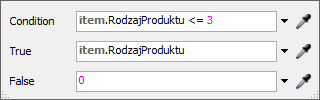 Condition item.RodzajProduktu <= 3
True item.RodzajProduktu
False 0